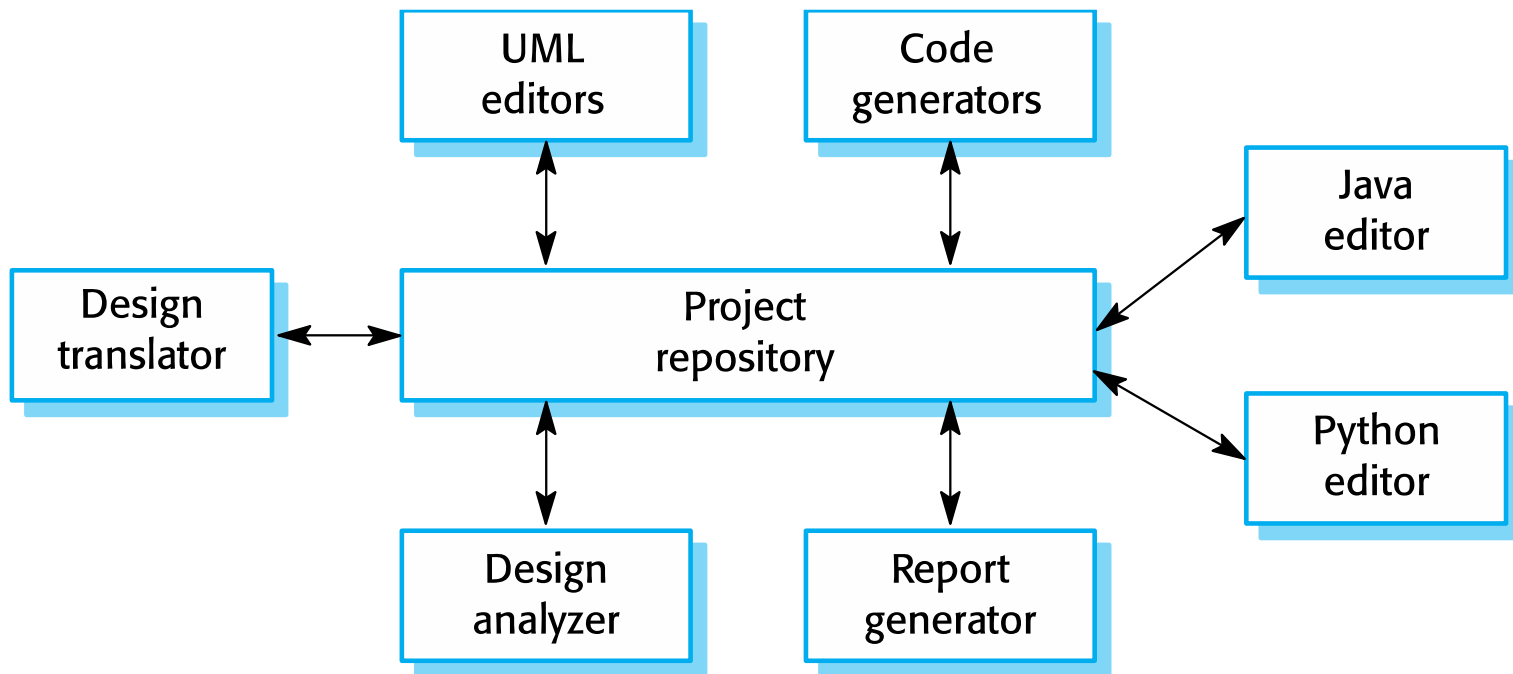 UML
editors
Code
generators
Java
editor
Design
translator
Project
repository
Python
editor
Design
analyzer
Report
generator